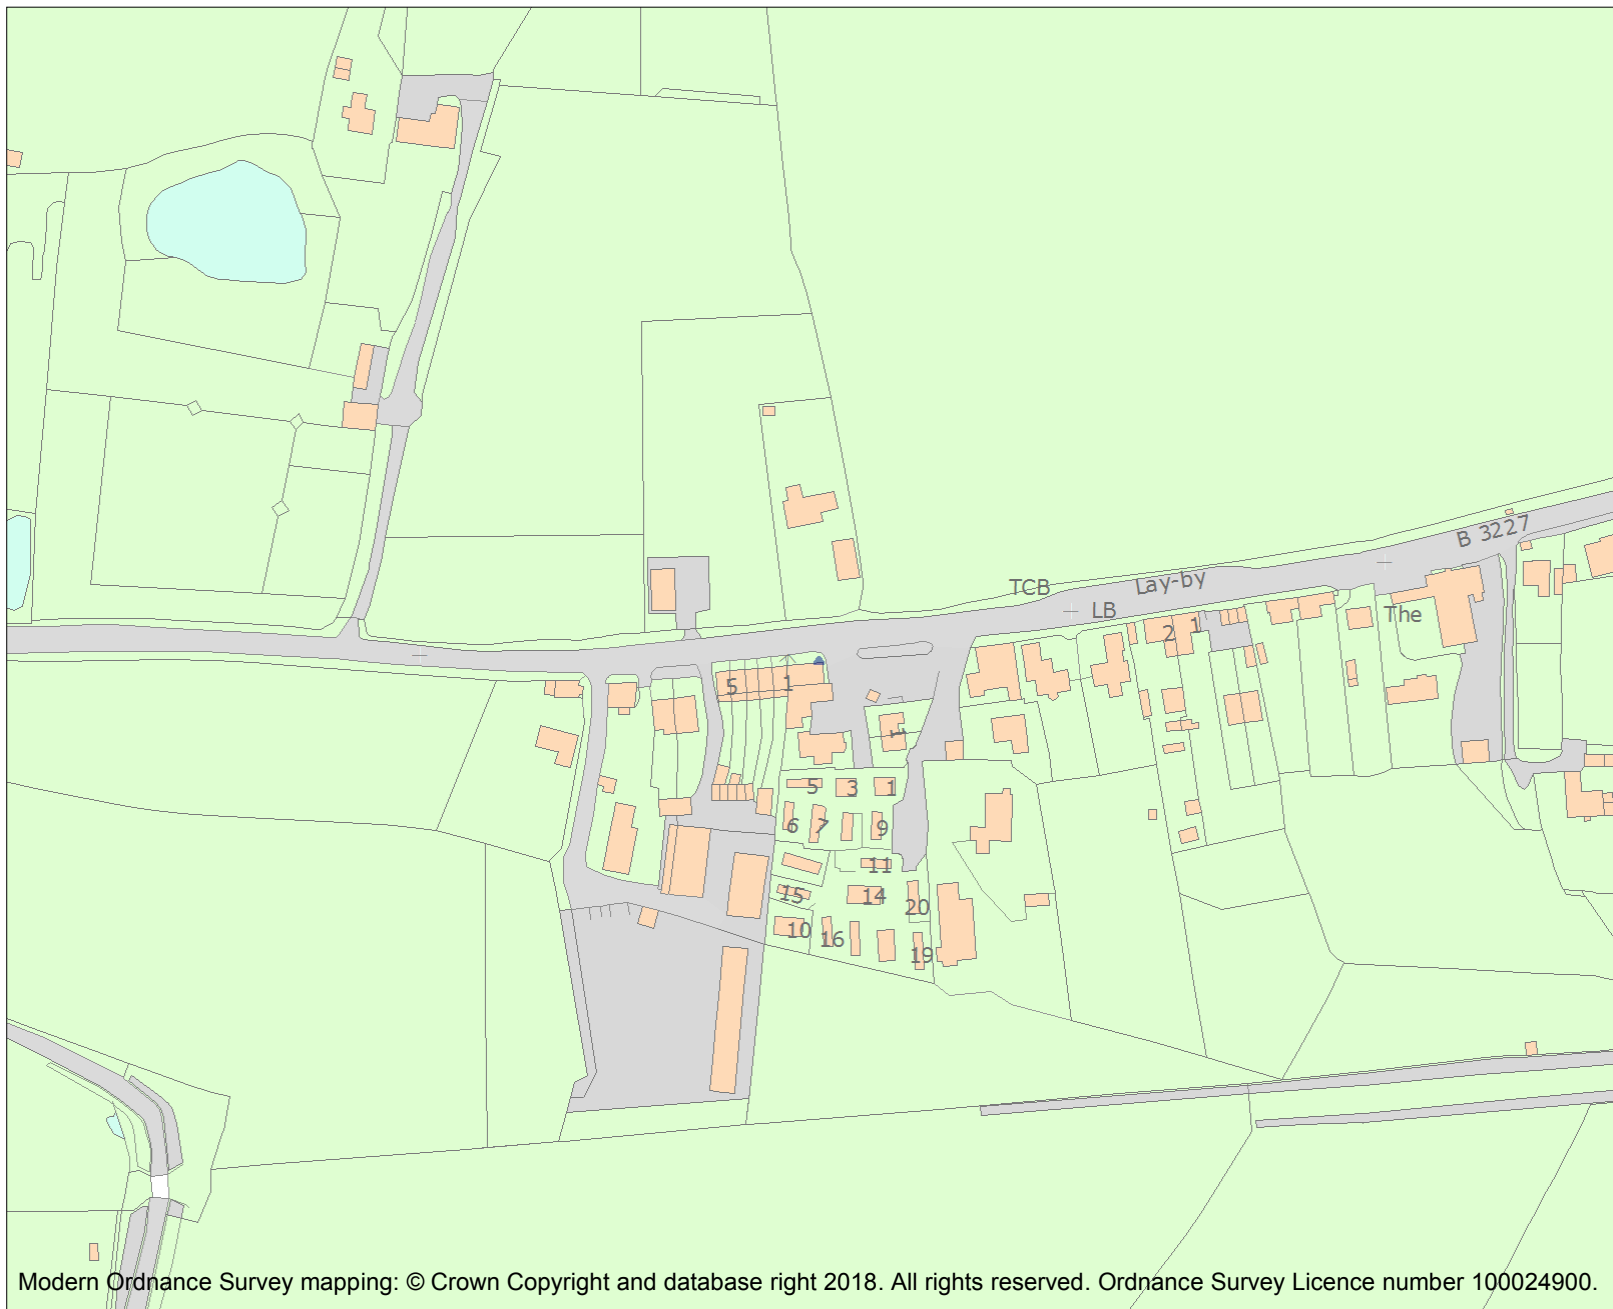 B 3227
Lay-by
TCB
LB
The
2 1
5 1
1
5 3 1
6 7 9
11
15 14
20
10 16
19
Modern Ordnance Survey mapping: © Crown Copyright and database right 2018. All rights reserved. Ordnance Survey Licence number 100024900.